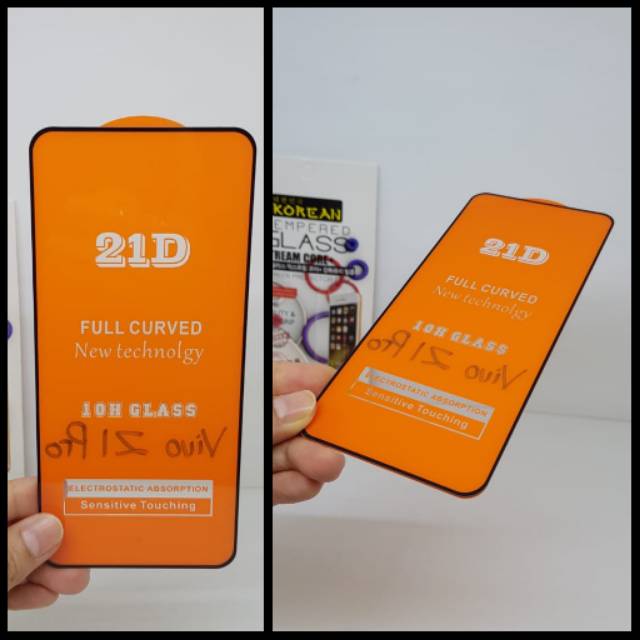 21D
FULL CURVED
New technolgy
10H GLASS
Vivo Z1 Pro
ELECTROSTATIC ABSORPTION
Sensitive Touching
KOREAN
TEMPERED
GLASS
21D
FULL CURVED
New technolgy
10H GLASS
Vivo Z1 Pro
ELECTROSTATIC ABSORPTION
Sensitive Touching